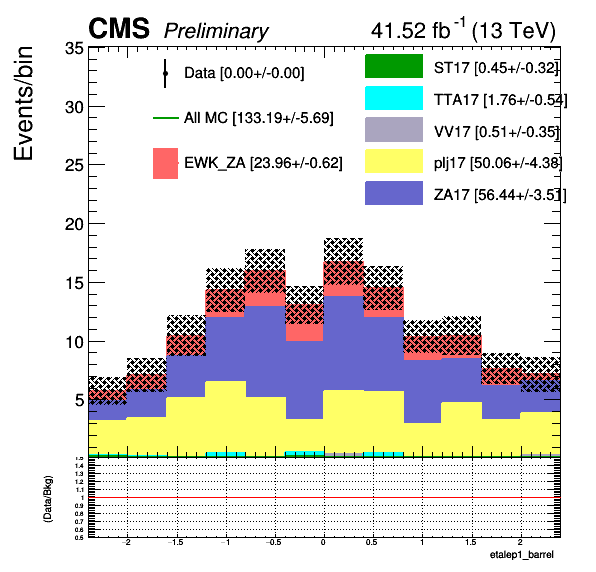 CMS Preliminary 41.52 fb⁻¹ (13 TeV)
Events/bin
35
30
25
20
15
10
5
Data [0.00+/-0.00]
All MC [133.19+/-5.69]
EWK_ZA [23.96+/-0.62]
ST17 [0.45+/-0.32]
TTA17 [1.76+/-0.54]
VV17 [0.51+/-0.35]
plj17 [50.06+/-4.38]
ZA17 [56.44+/-3.51]
(Data/Bkg)
1.5
1.4
1.3
1.2
1.1
1
0.9
0.8
0.7
0.6
0.5
−2 −1.5 −1 −0.5 0 0.5 1 1.5 2
etalep1_barrel